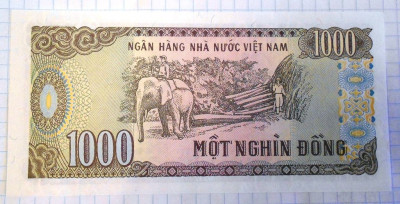 NGÂN HÀNG NHÀ NƯỚC VIỆT NAM 1000
1000 MỘT NGHÌN ĐỒNG